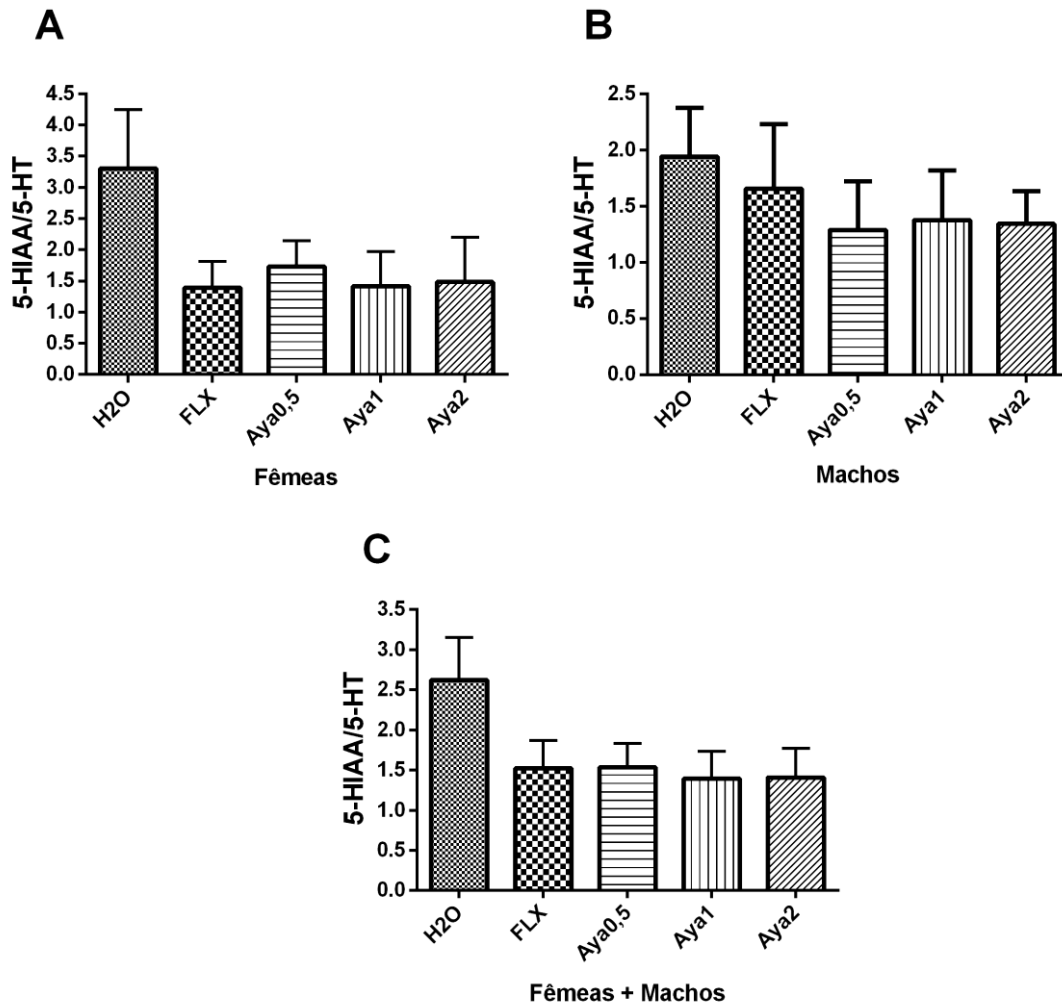 A
5-HIAA/5-HT
4.5
4.0
3.5
3.0
2.5
2.0
1.5
1.0
0.5
0.0
H2O
FLX
Aya0,5
Aya1
Aya2
Fêmeas
B
5-HIAA/5-HT
2.5
2.0
1.5
1.0
0.5
0.0
H2O
FLX
Aya0,5
Aya1
Aya2
Machos
C
5-HIAA/5-HT
3.5
3.0
2.5
2.0
1.5
1.0
0.5
0.0
H2O
FLX
Aya0,5
Aya1
Aya2
Fêmeas + Machos